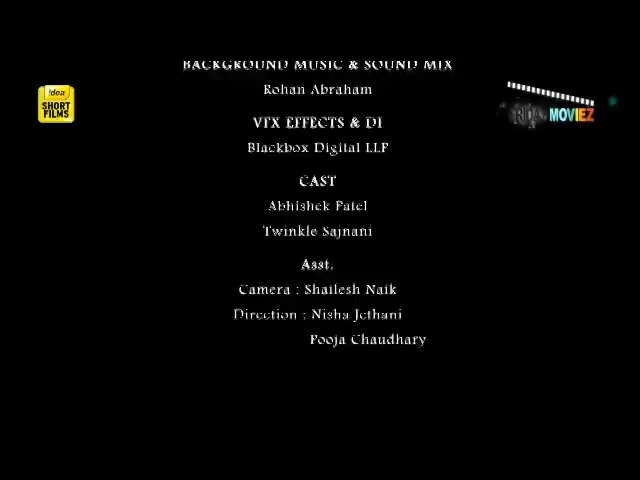 BACKGROUND MUSIC & SOUND MIX
Rohan Abraham
!dea
SHORT
FILMS
MOVIEZ
VFX EFFECTS & DI
Blackbox Digital LLP
CAST
Abhishek Patel
Twinkle Sajnani
Asst.
Camera : Shailesh Naik
Direction : Nisha Jethani
Pooja Chaudhary